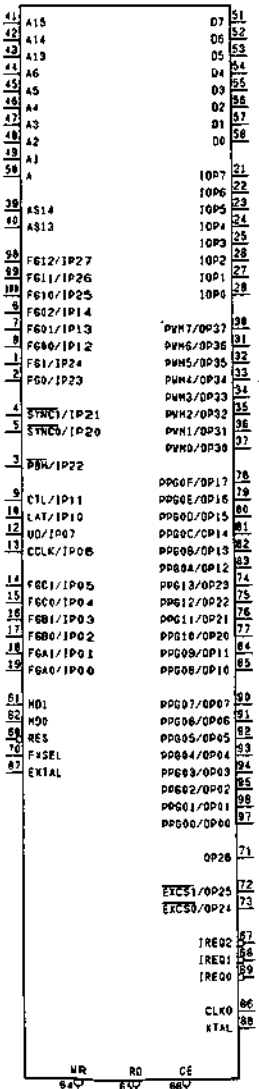 41 A15 D7 51
42 A14 D6 52
43 A13 D5 53
44 A6 D4 54
45 A5 D3 55
46 A4 D2 56
47 A3 D1 57
48 A2 D0 58
49 A1
50 A
IOP7 21
IOP6 22
39 AS14 IOP5 23
40 AS13 IOP4 24
IOP3 25
98 FG12/IP27 IOP2 26
99 FG11/IP26 IOP1 27
100 FG10/IP25 IOP0 28
6 FG02/IP14
7 FG01/IP13 PWM7/OP37 30
8 FG00/IP12 PWM6/OP36 31
1 FG1/IP24 PWM5/OP35 32
2 FG0/IP23 PWM4/OP34 33
PWM3/OP33 34
4 SYNC1/IP21 PWM2/OP32 35
5 SYNC0/IP20 PWM1/OP31 36
PWM0/OP30 37
3 PBM/IP22
PPG0F/OP17 78
9 CTL/IP11 PPG0E/OP16 79
10 LAT/IP10 PPG0D/OP15 80
12 UD/IP07 PPG0C/OP14 81
13 CCLK/IP06 PPG0B/OP13 82
PPG0A/OP12 83
14 FGC1/IP05 PPG13/OP23 74
15 FGC0/IP04 PPG12/OP22 75
16 FGB1/IP03 PPG11/OP21 76
17 FGB0/IP02 PPG10/OP20 77
18 FGA1/IP01 PPG09/OP11 84
19 FGA0/IP00 PPG08/OP10 85
61 MD1 PPG07/OP07 90
62 MD0 PPG06/OP06 91
RES PPG05/OP05 92
70 FXSEL PPG04/OP04 93
87 EXTAL PPG03/OP03 94
PPG02/OP02 95
PPG01/OP01 96
PPG00/OP00 97
OP26 71
EXCS1/OP25 72
EXCS0/OP24 73
IREQ2 67
IREQ1 68
IREQ0 69
CLKO 86
XTAL 88
WR RD CE
64 65 66